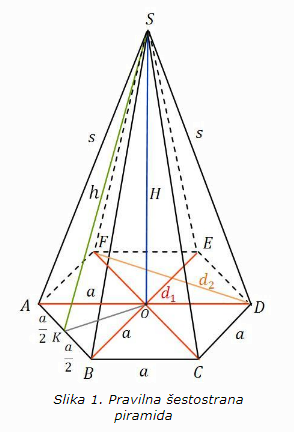 S
s
s
h
H
F
E
d₂
A
a
d₁
D
O
a/2
K
a
a
a/2
B
a
C
Slika 1. Pravilna šestostrana
piramida